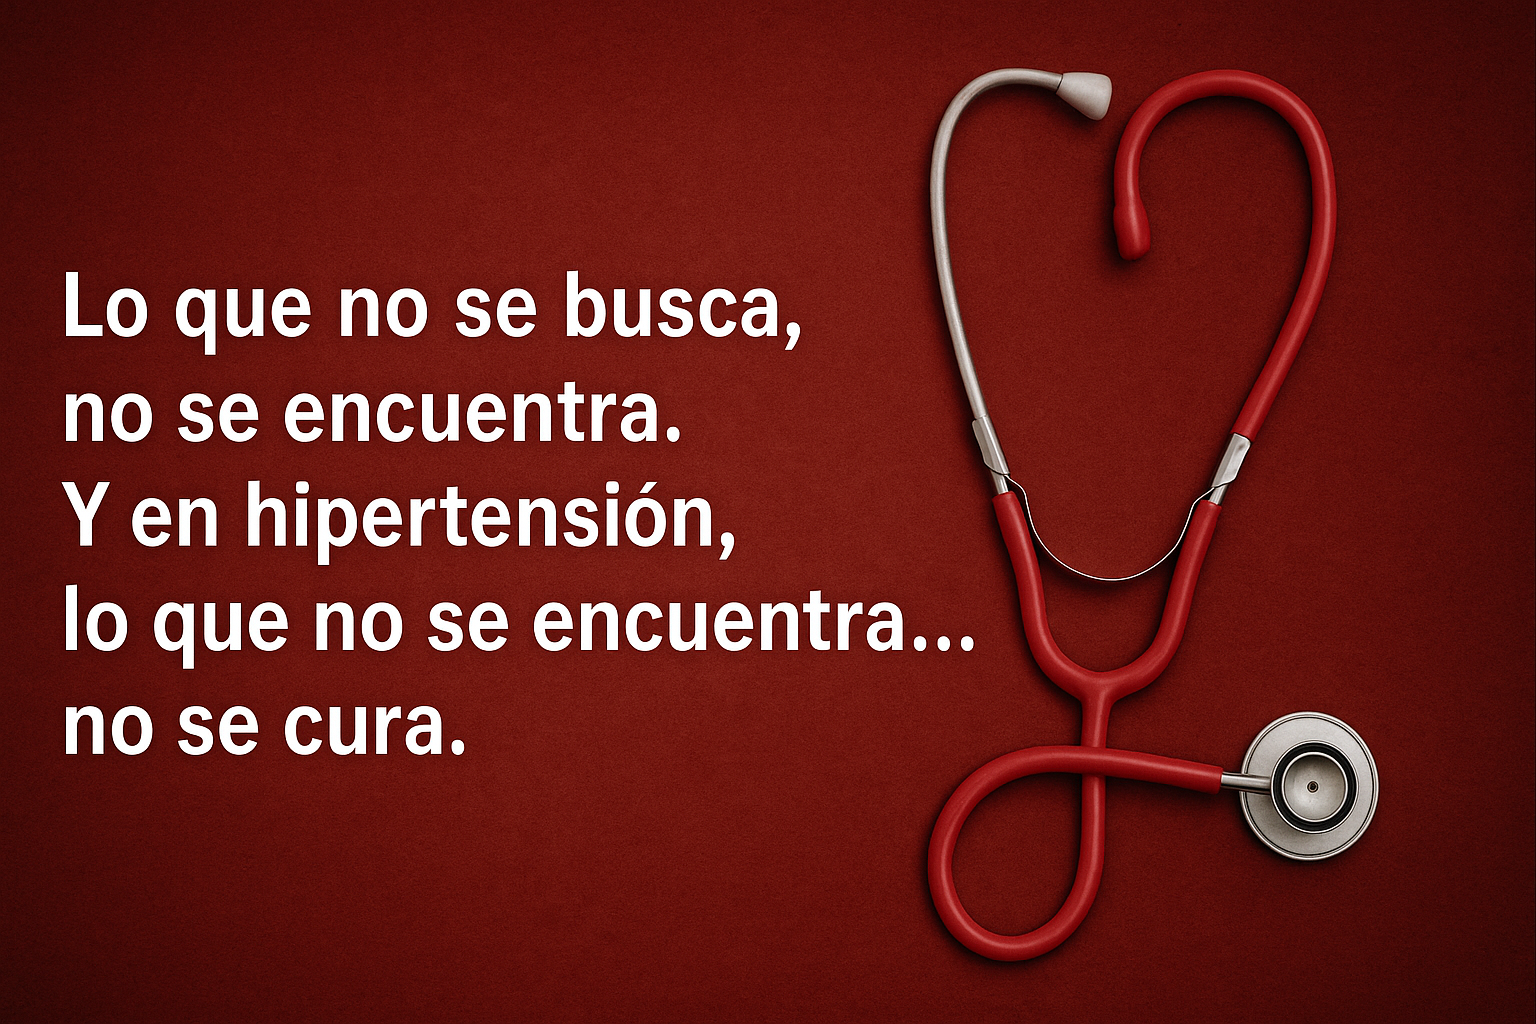 Lo que no se busca,
no se encuentra.
Y en hipertensión,
lo que no se encuentra...
no se cura.